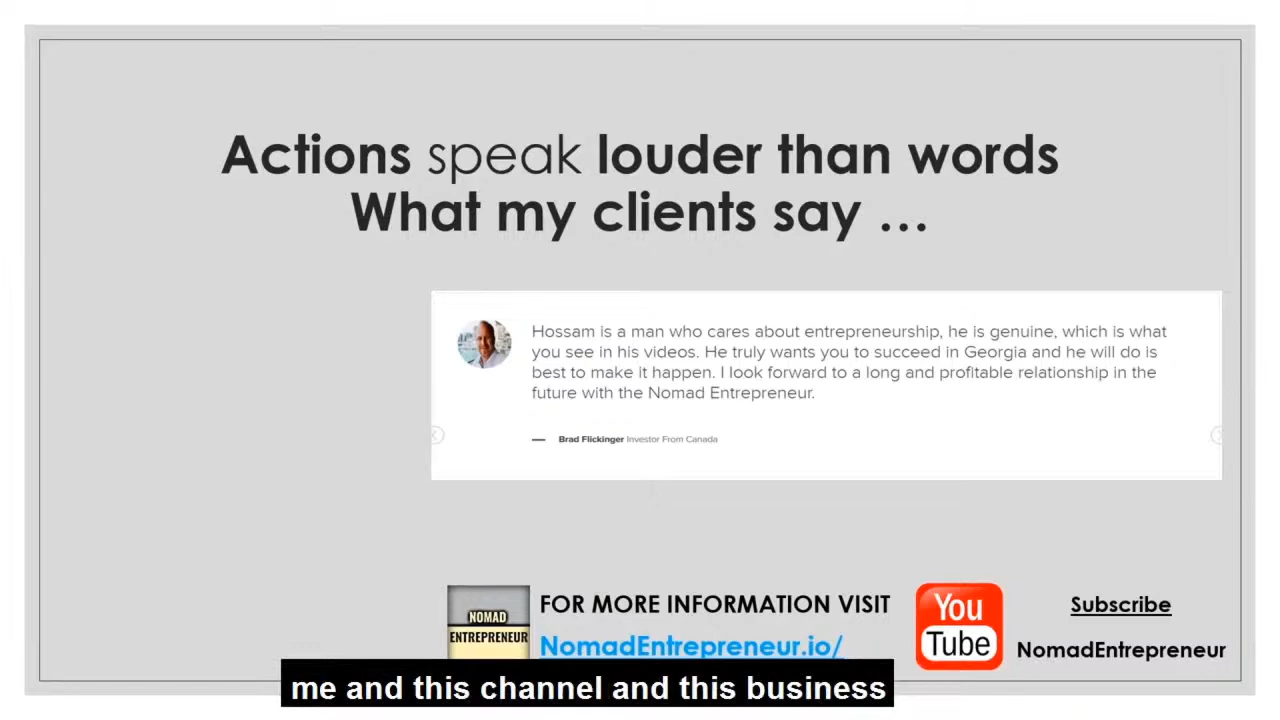 Actions speak louder than words
What my clients say ...
Hossam is a man who cares about entrepreneurship, he is genuine, which is what
you see in his videos. He truly wants you to succeed in Georgia and he will do is
best to make it happen. I look forward to a long and profitable relationship in the
future with the Nomad Entrepreneur.
— Brad Flickinger Investor From Canada
NOMAD
ENTREPRENEUR
FOR MORE INFORMATION VISIT
NomadEntrepreneur.io/
You
Tube
Subscribe
NomadEntrepreneur
me and this channel and this business